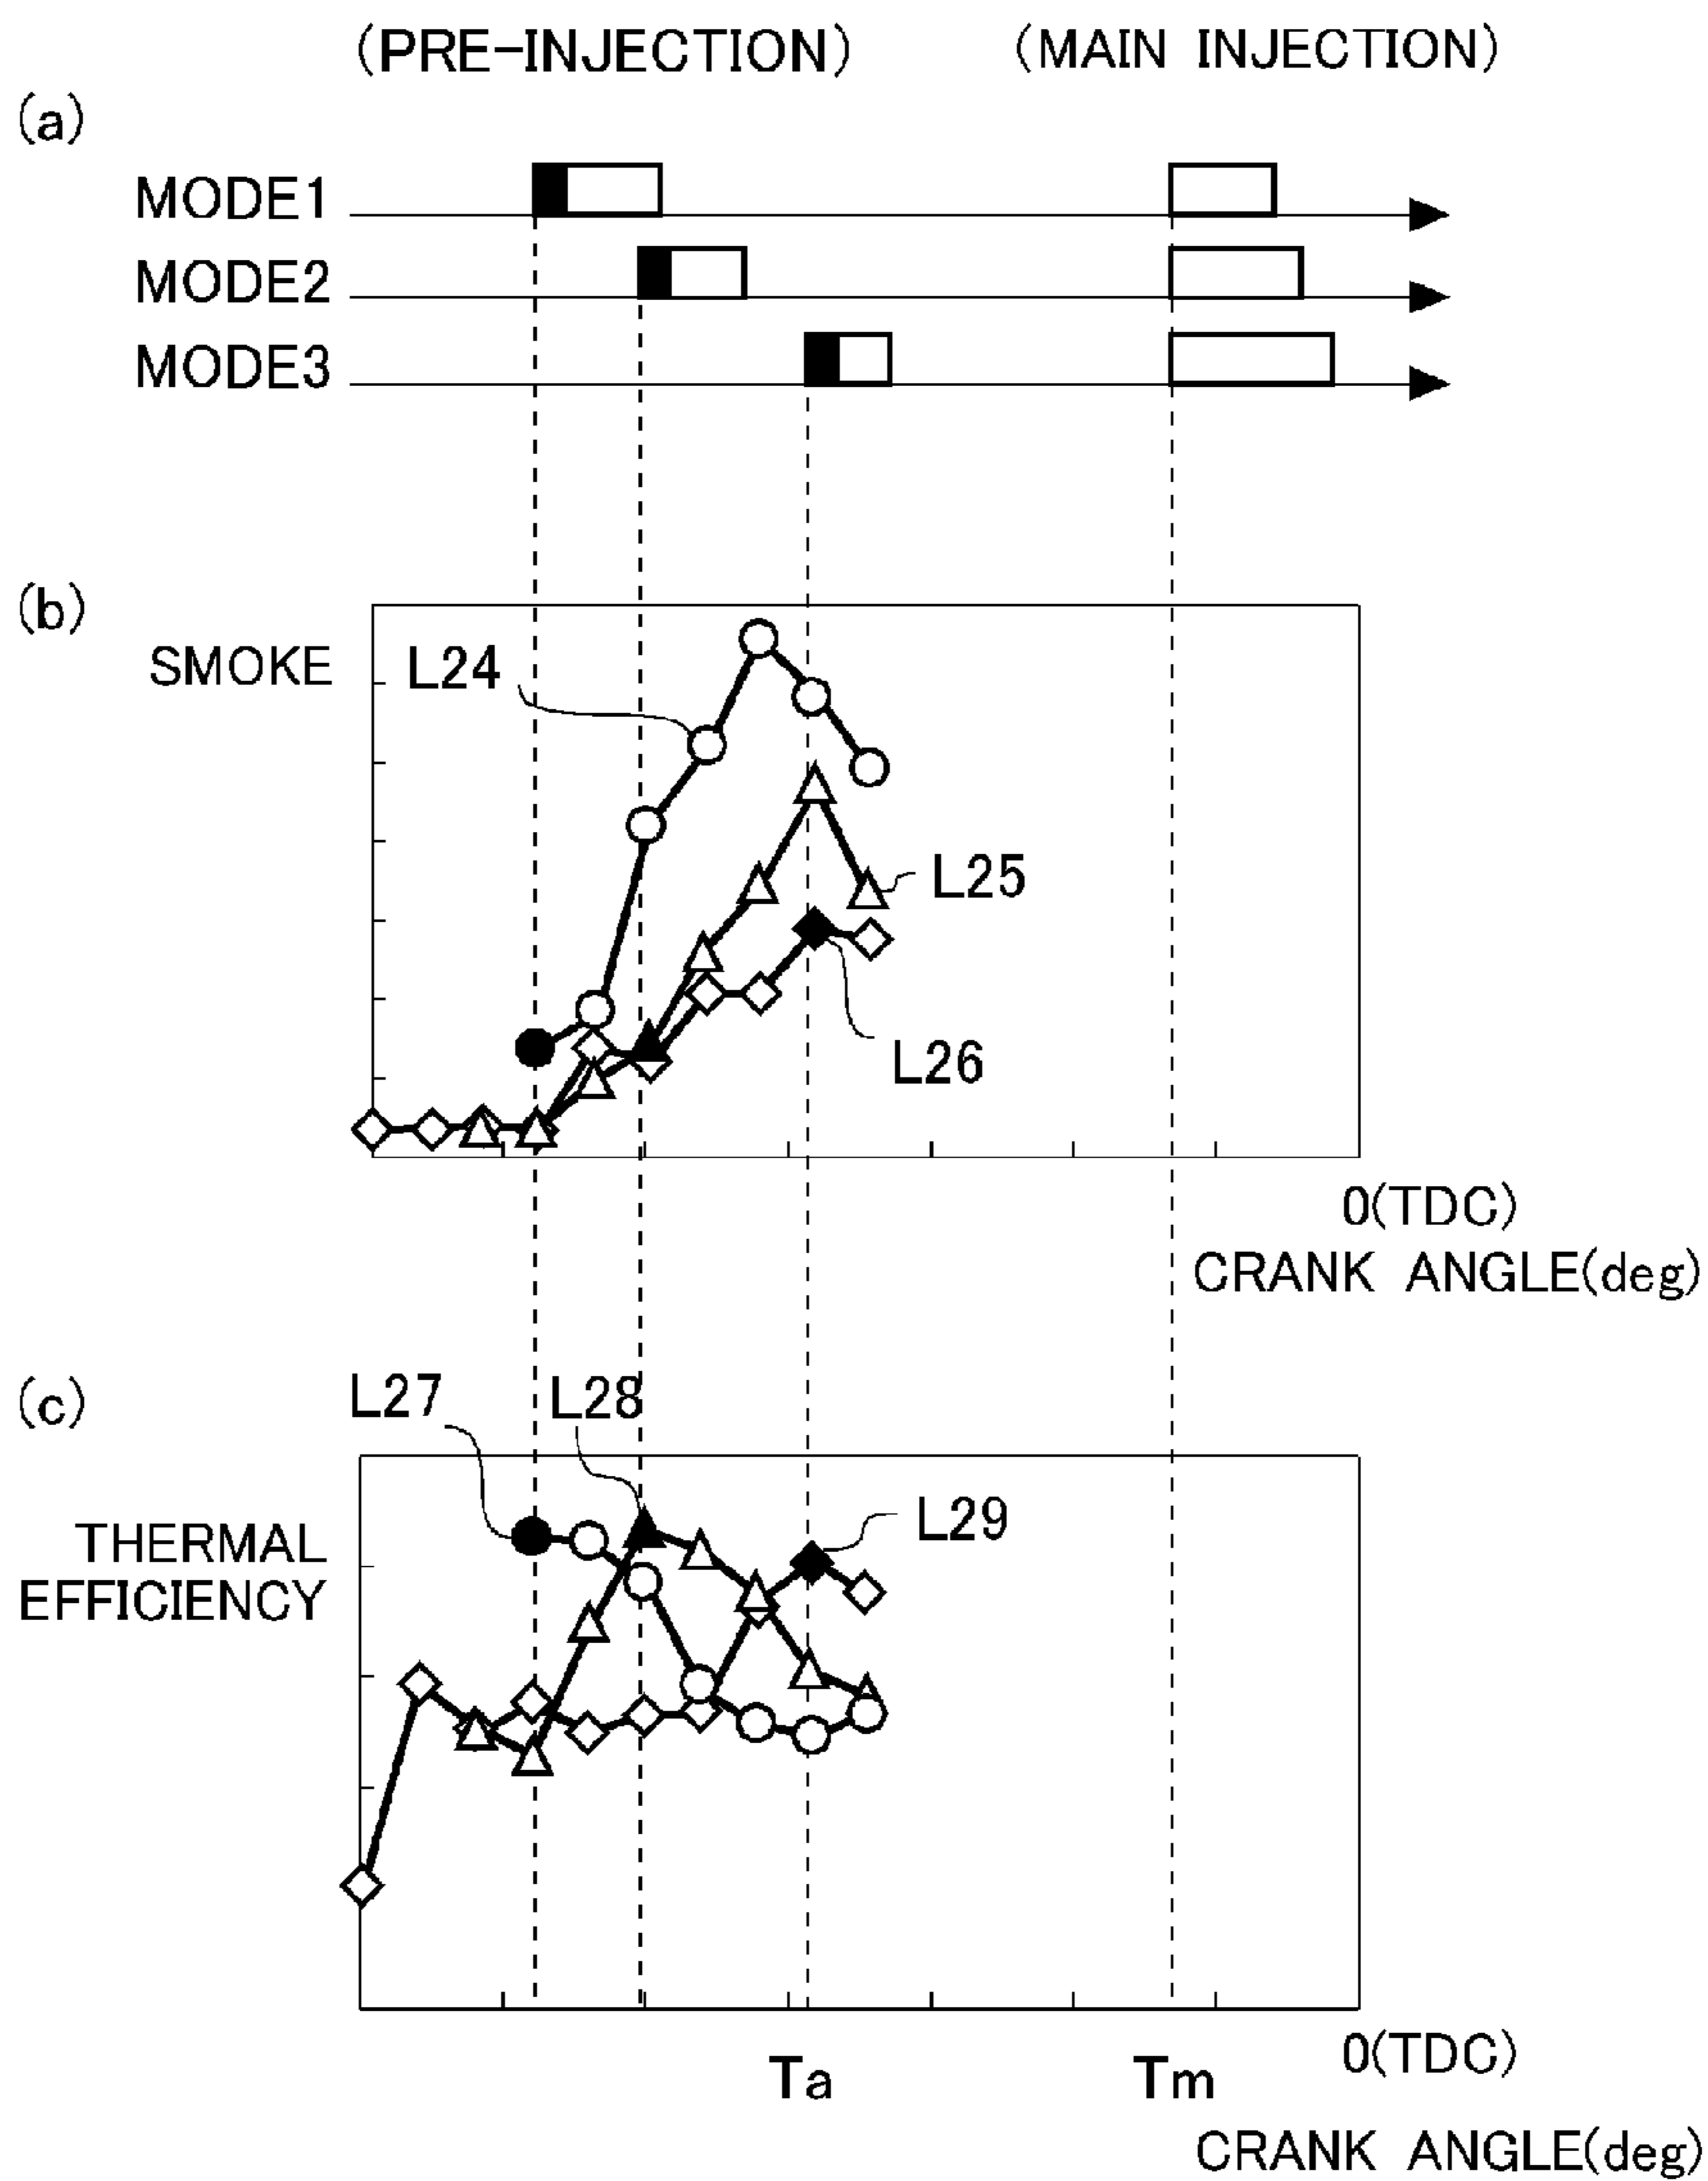 (PRE-INJECTION) (MAIN INJECTION)
(a)
MODE1
MODE2
MODE3
(b)
SMOKE
L24
L25
L26
0(TDC)
CRANK ANGLE(deg)
(c)
L27 L28
L29
THERMAL
EFFICIENCY
Ta Tm 0(TDC)
CRANK ANGLE(deg)